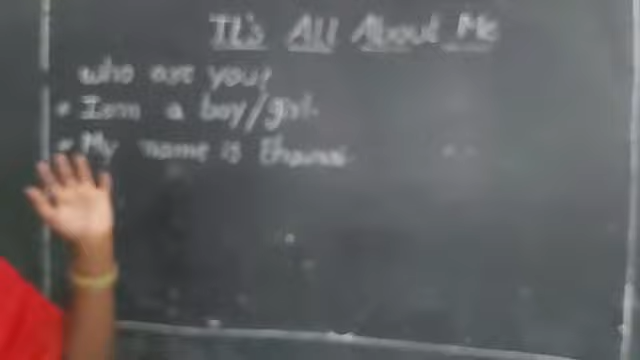 It's All About Me
who are you?
• I am a boy/girl.
• My name is